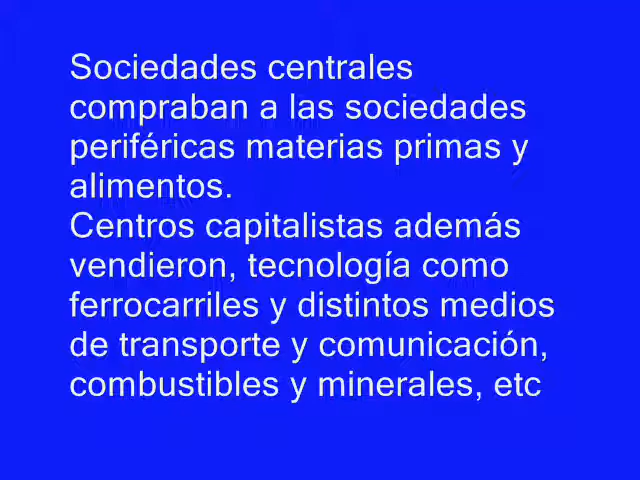 Sociedades centrales
compraban a las sociedades
periféricas materias primas y
alimentos.
Centros capitalistas además
vendieron, tecnología como
ferrocarriles y distintos medios
de transporte y comunicación,
combustibles y minerales, etc